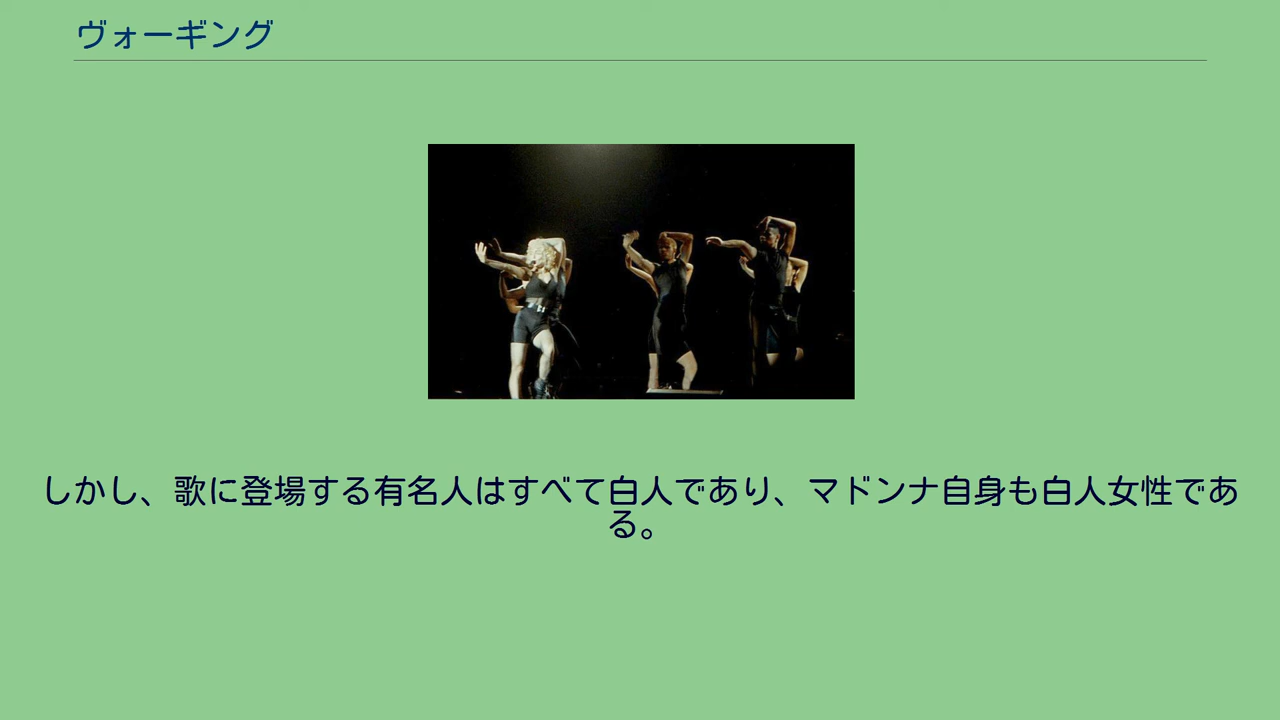 ヴォーギング
しかし、歌に登場する有名人はすべて白人であり、マドンナ自身も白人女性であ
る。